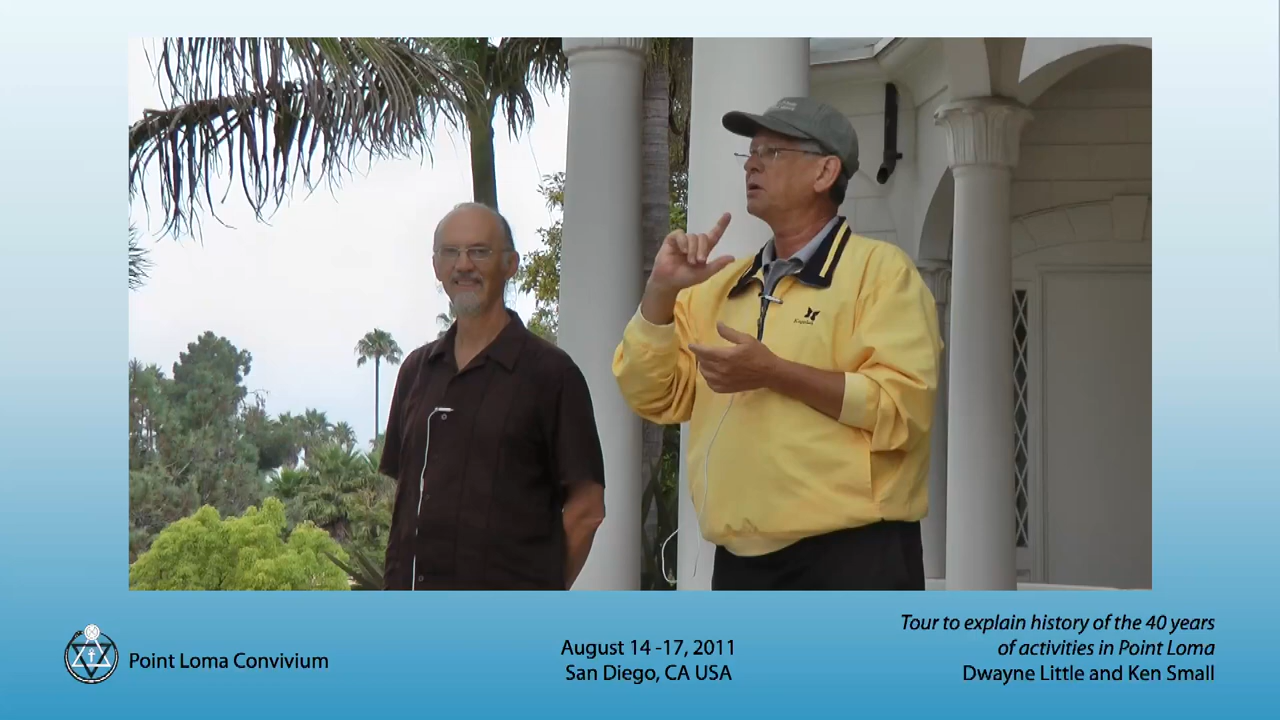 Point Loma Convivium
August 14 -17, 2011
San Diego, CA USA
Tour to explain history of the 40 years
of activities in Point Loma
Dwayne Little and Ken Small